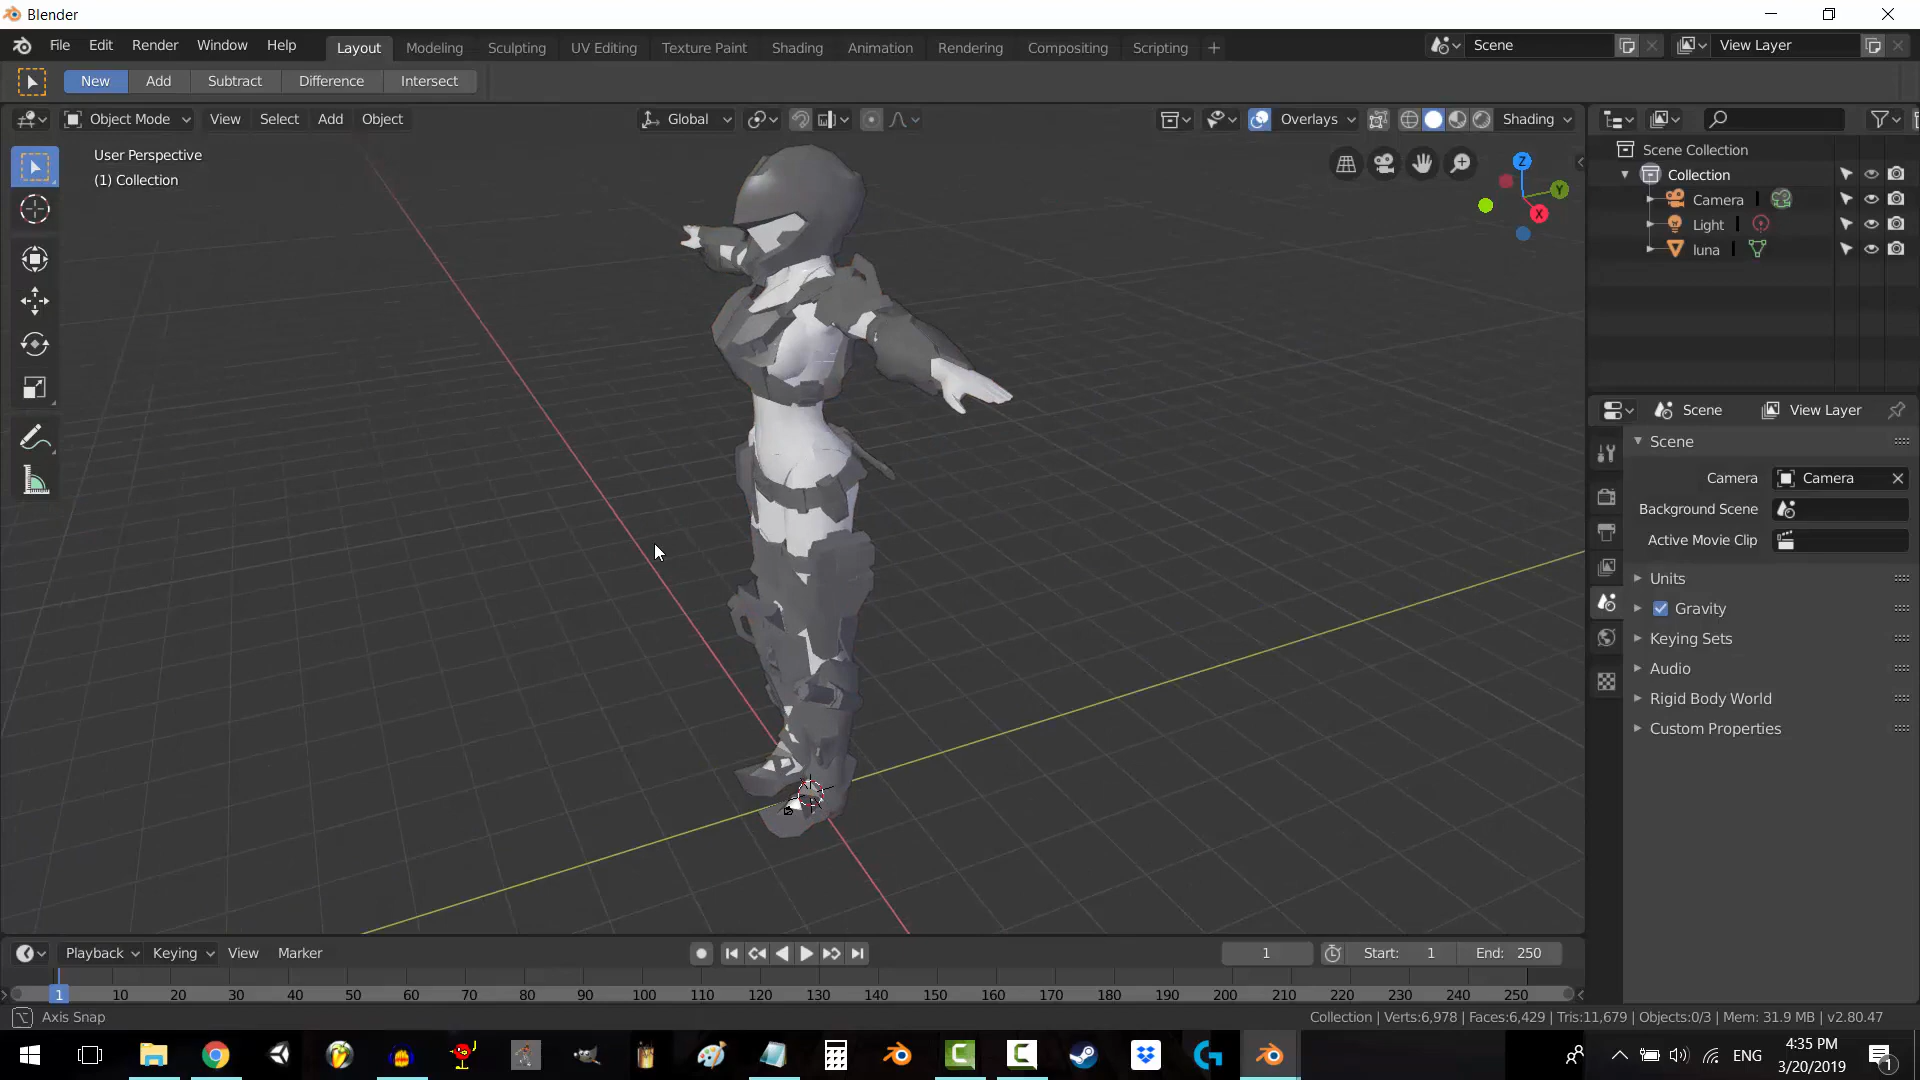 Blender
File Edit Render Window Help Layout Modeling Sculpting UV Editing Texture Paint Shading Animation Rendering Compositing Scripting + Scene View Layer
New Add Subtract Difference Intersect
Object Mode View Select Add Object Global Overlays Shading
User Perspective
(1) Collection
Z
Y
X
Scene Collection
Collection
Camera
Light
luna
Scene View Layer
Scene
Camera Camera
Background Scene
Active Movie Clip
Units
Gravity
Keying Sets
Audio
Rigid Body World
Custom Properties
Playback Keying View Marker 1 Start: 1 End: 250
1 10 20 30 40 50 60 70 80 90 100 110 120 130 140 150 160 170 180 190 200 210 220 230 240 250
Axis Snap Collection | Verts:6,978 | Faces:6,429 | Tris:11,679 | Objects:0/3 | Mem: 31.9 MB | v2.80.47
ENG
4:35 PM
3/20/2019
1